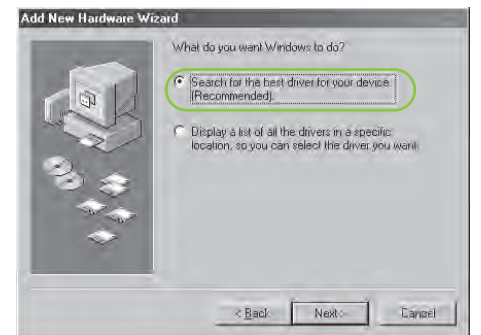 Add New Hardware Wizard
What do you want Windows to do?
Search for the best driver for your device
(Recommended).
Display a list of all the drivers in a specific
location, so you can select the driver you want.
< Back Next > Cancel